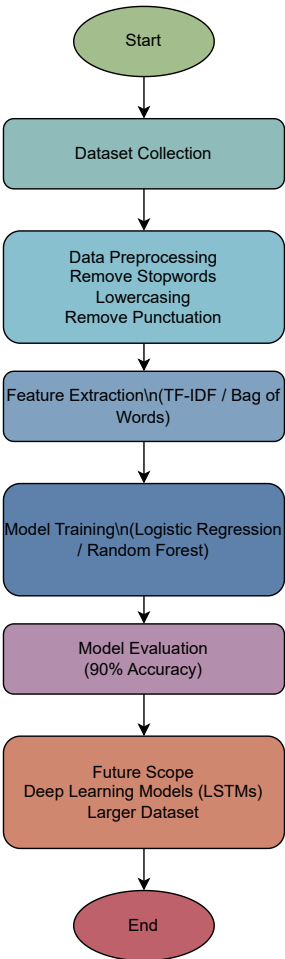 Start
Dataset Collection
Data Preprocessing
Remove Stopwords
Lowercasing
Remove Punctuation
Feature Extraction\n(TF-IDF / Bag of
Words)
Model Training\n(Logistic Regression
/ Random Forest)
Model Evaluation
(90% Accuracy)
Future Scope
Deep Learning Models (LSTMs)
Larger Dataset
End